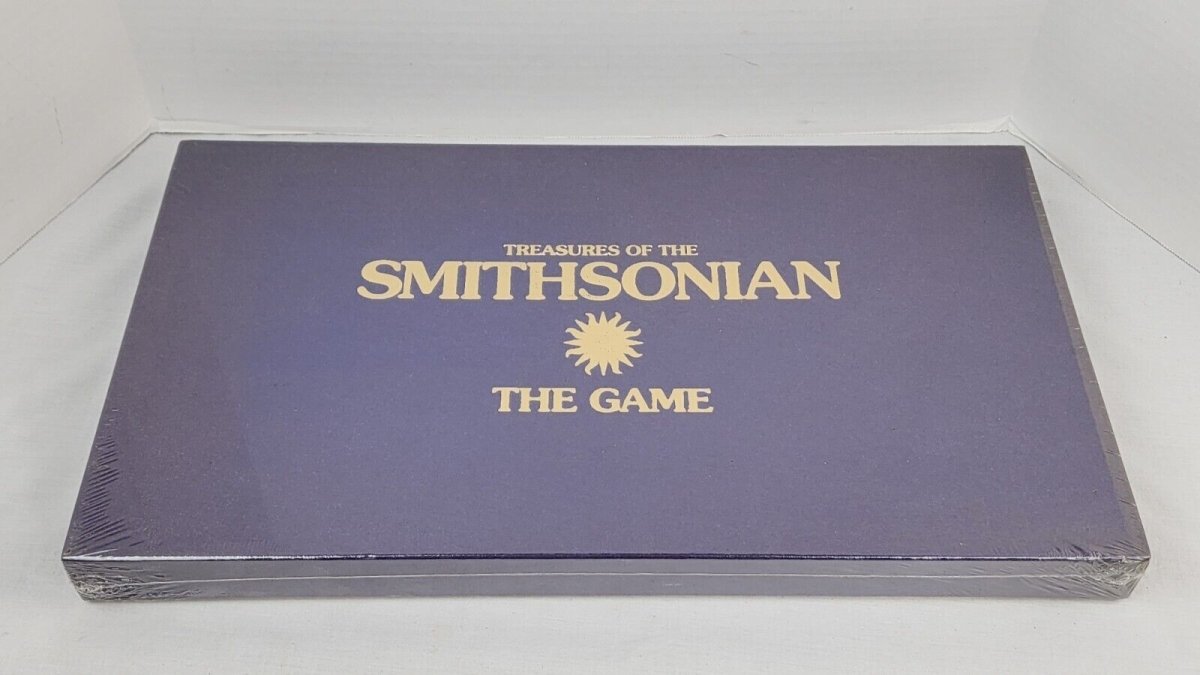 TREASURES OF THE
SMITHSONIAN
THE GAME